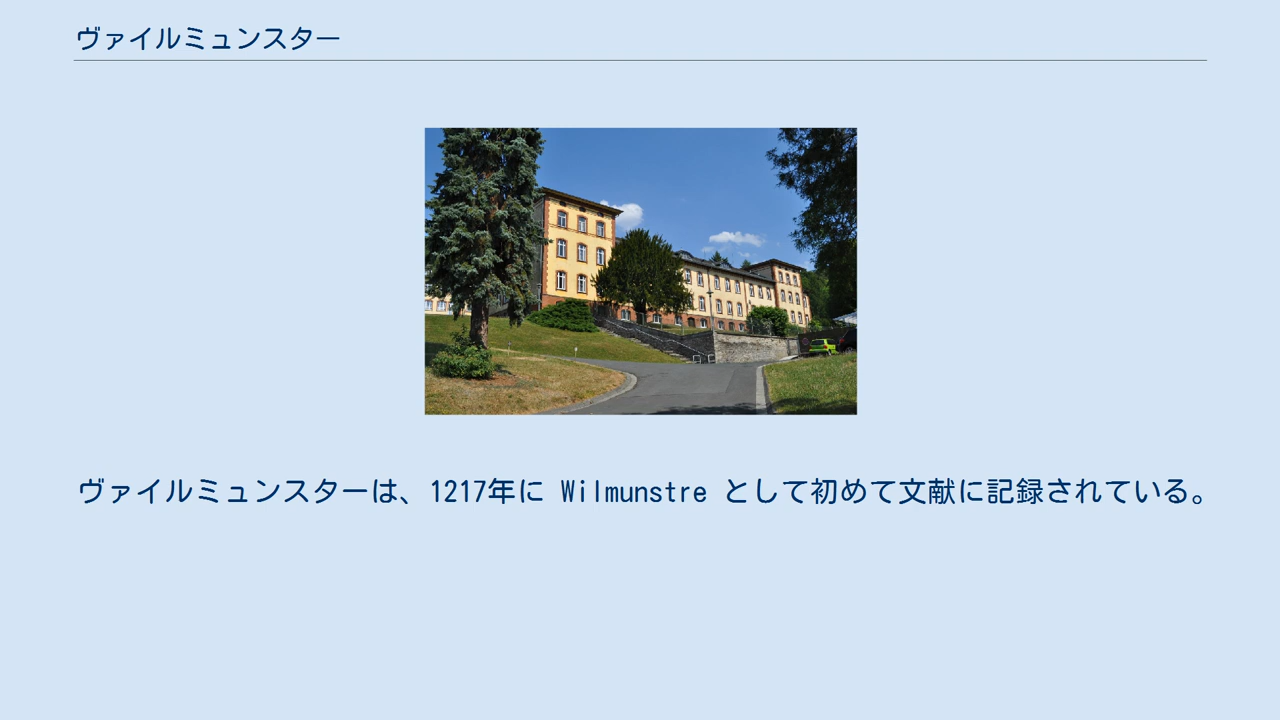 ヴァイルミュンスター
ヴァイルミュンスターは、1217年に Wilmunstre として初めて文献に記録されている。